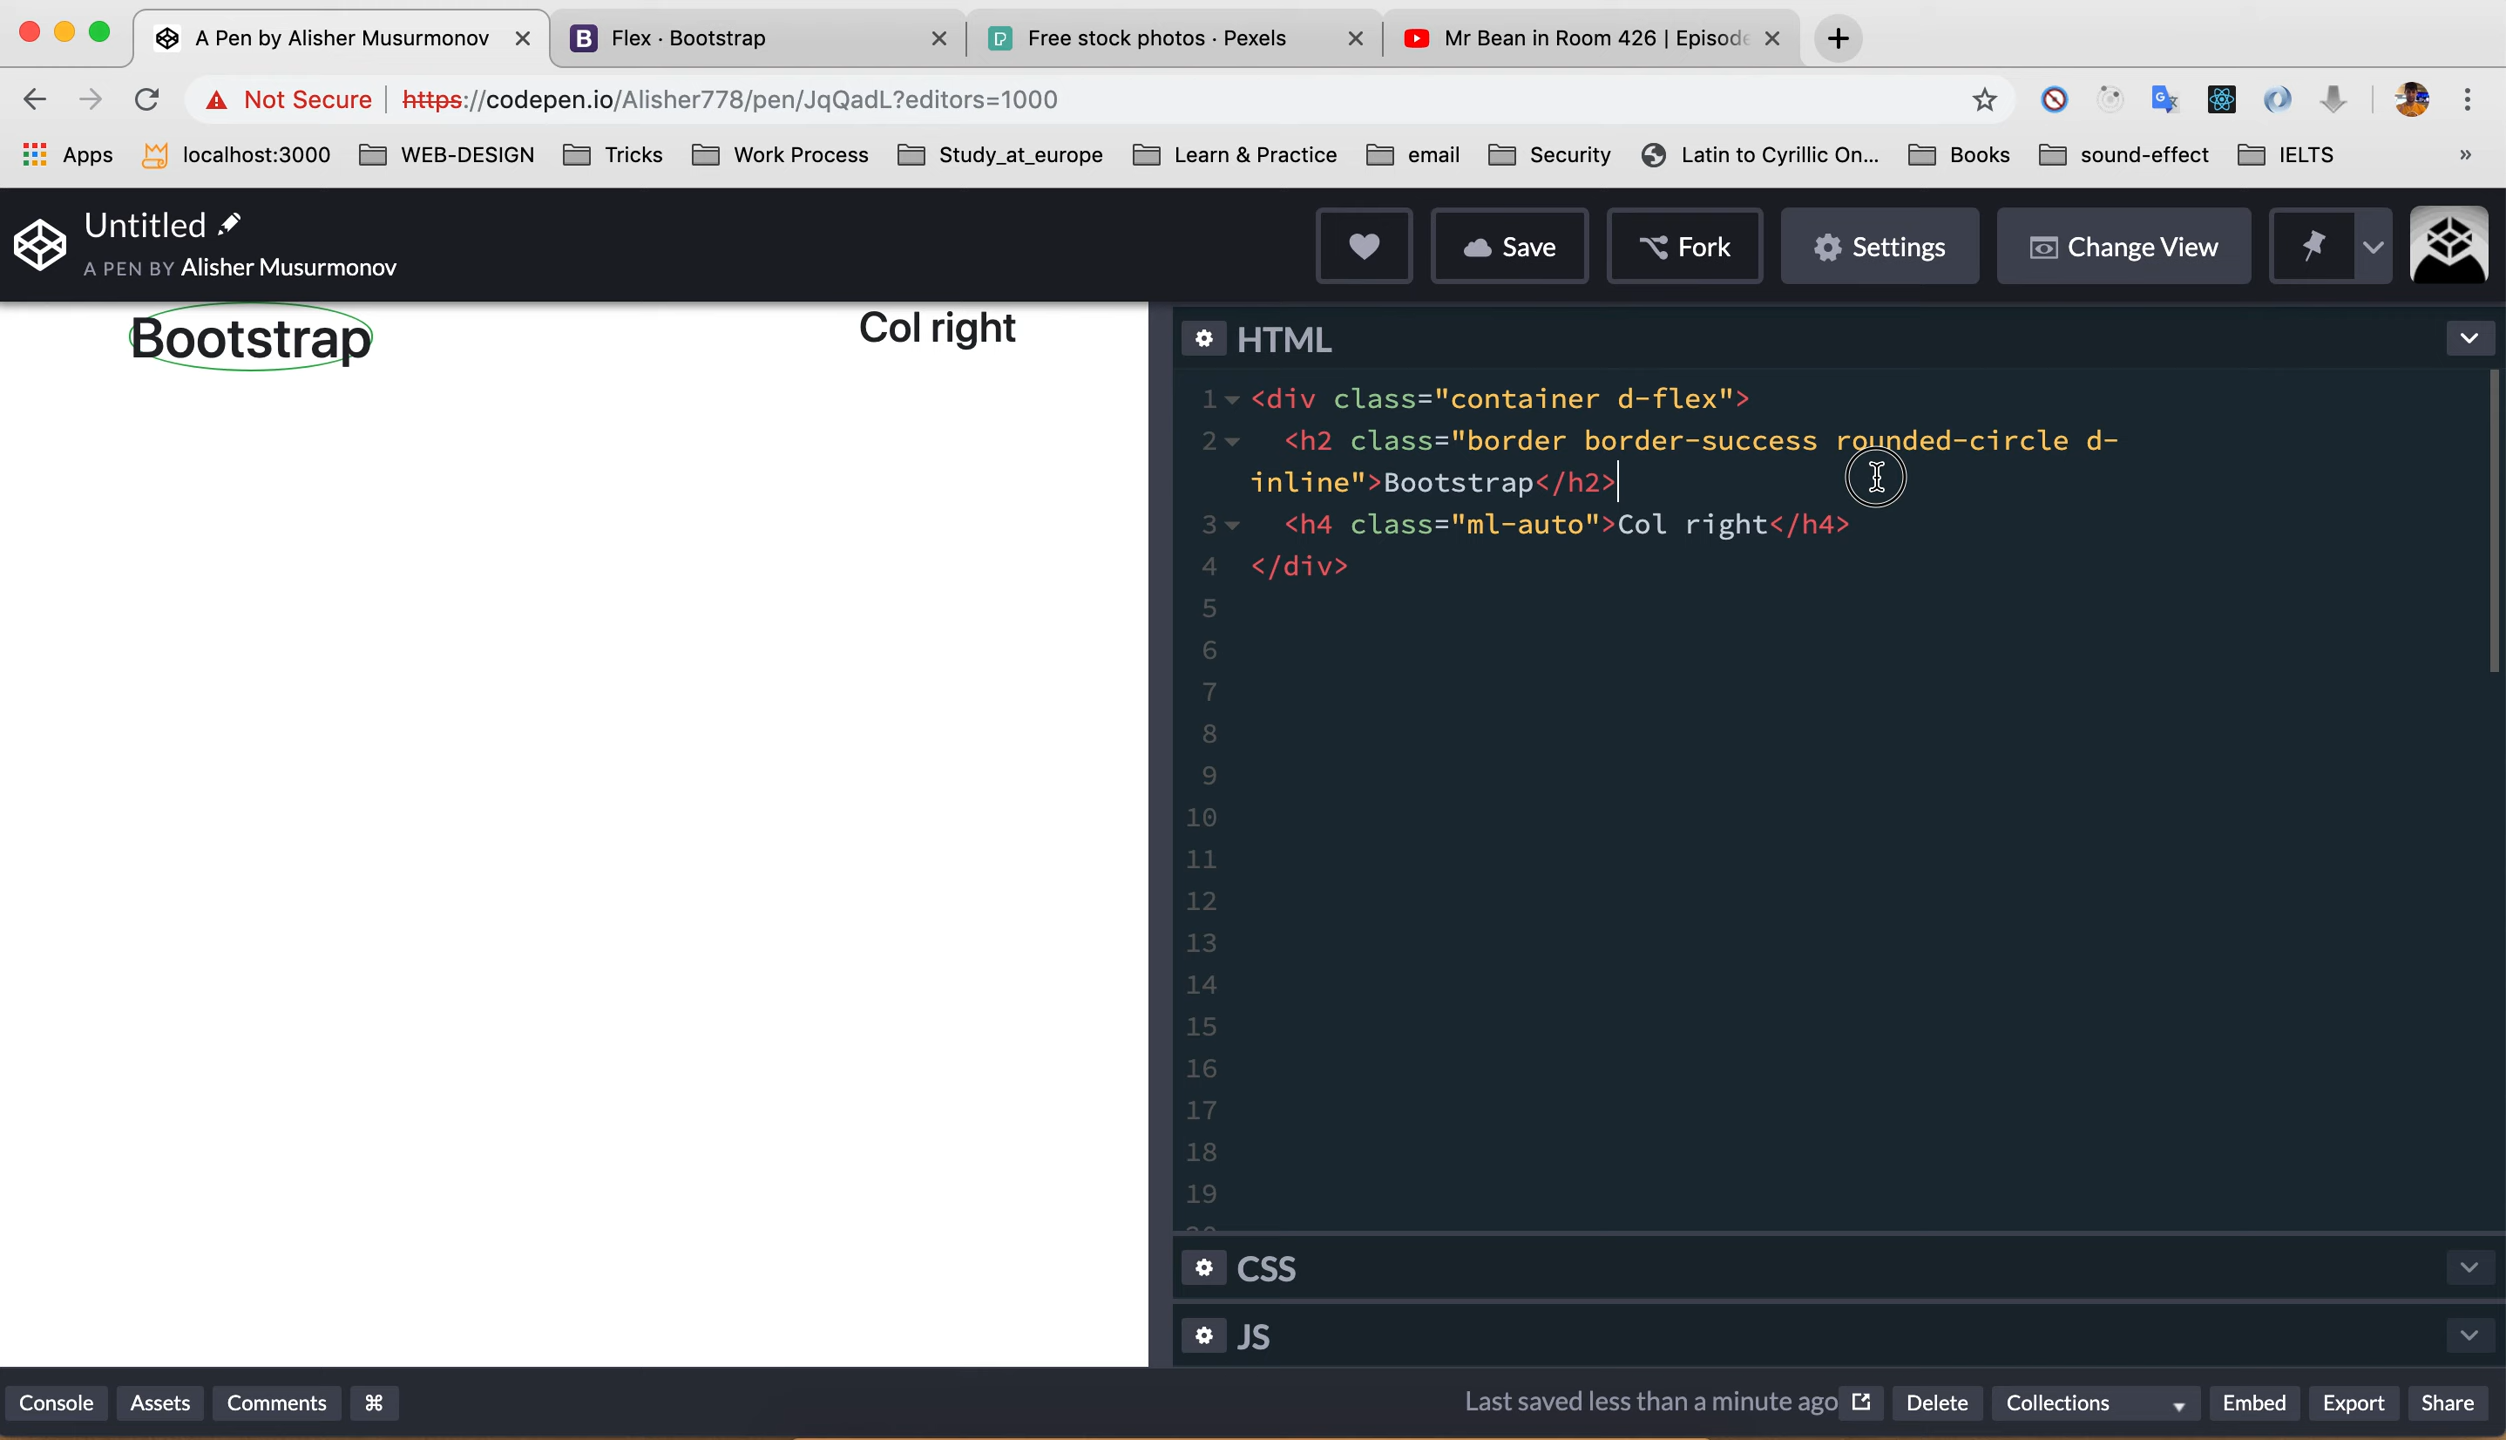 A Pen by Alisher Musurmonov
Flex · Bootstrap
Free stock photos · Pexels
Mr Bean in Room 426 | Episode
Not Secure | https://codepen.io/Alisher778/pen/JqQadL?editors=1000
Apps localhost:3000 WEB-DESIGN Tricks Work Process Study_at_europe Learn & Practice email Security Latin to Cyrillic On... Books sound-effect IELTS »
Untitled
A PEN BY Alisher Musurmonov
Save
Fork
Settings
Change View
Bootstrap
Col right
HTML
1 <div class="container d-flex">
2 <h2 class="border border-success rounded-circle d-
inline">Bootstrap</h2>
3 <h4 class="ml-auto">Col right</h4>
4 </div>
5
6
7
8
9
10
11
12
13
14
15
16
17
18
19
CSS
JS
Console Assets Comments ⌘ Last saved less than a minute ago Delete Collections Embed Export Share